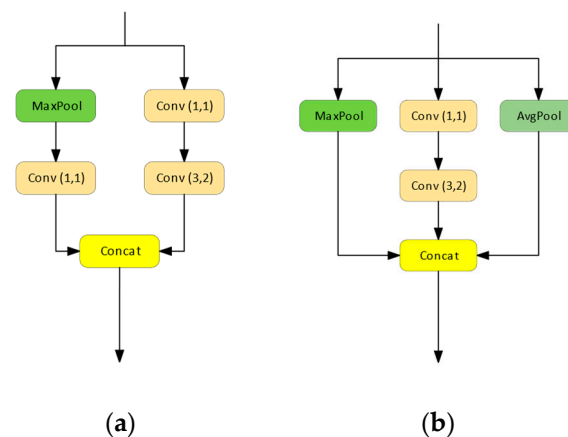 MaxPool
Conv (1,1)
Conv (1,1)
Conv (3,2)
Concat
(a)
MaxPool
Conv (1,1)
AvgPool
Conv (3,2)
Concat
(b)